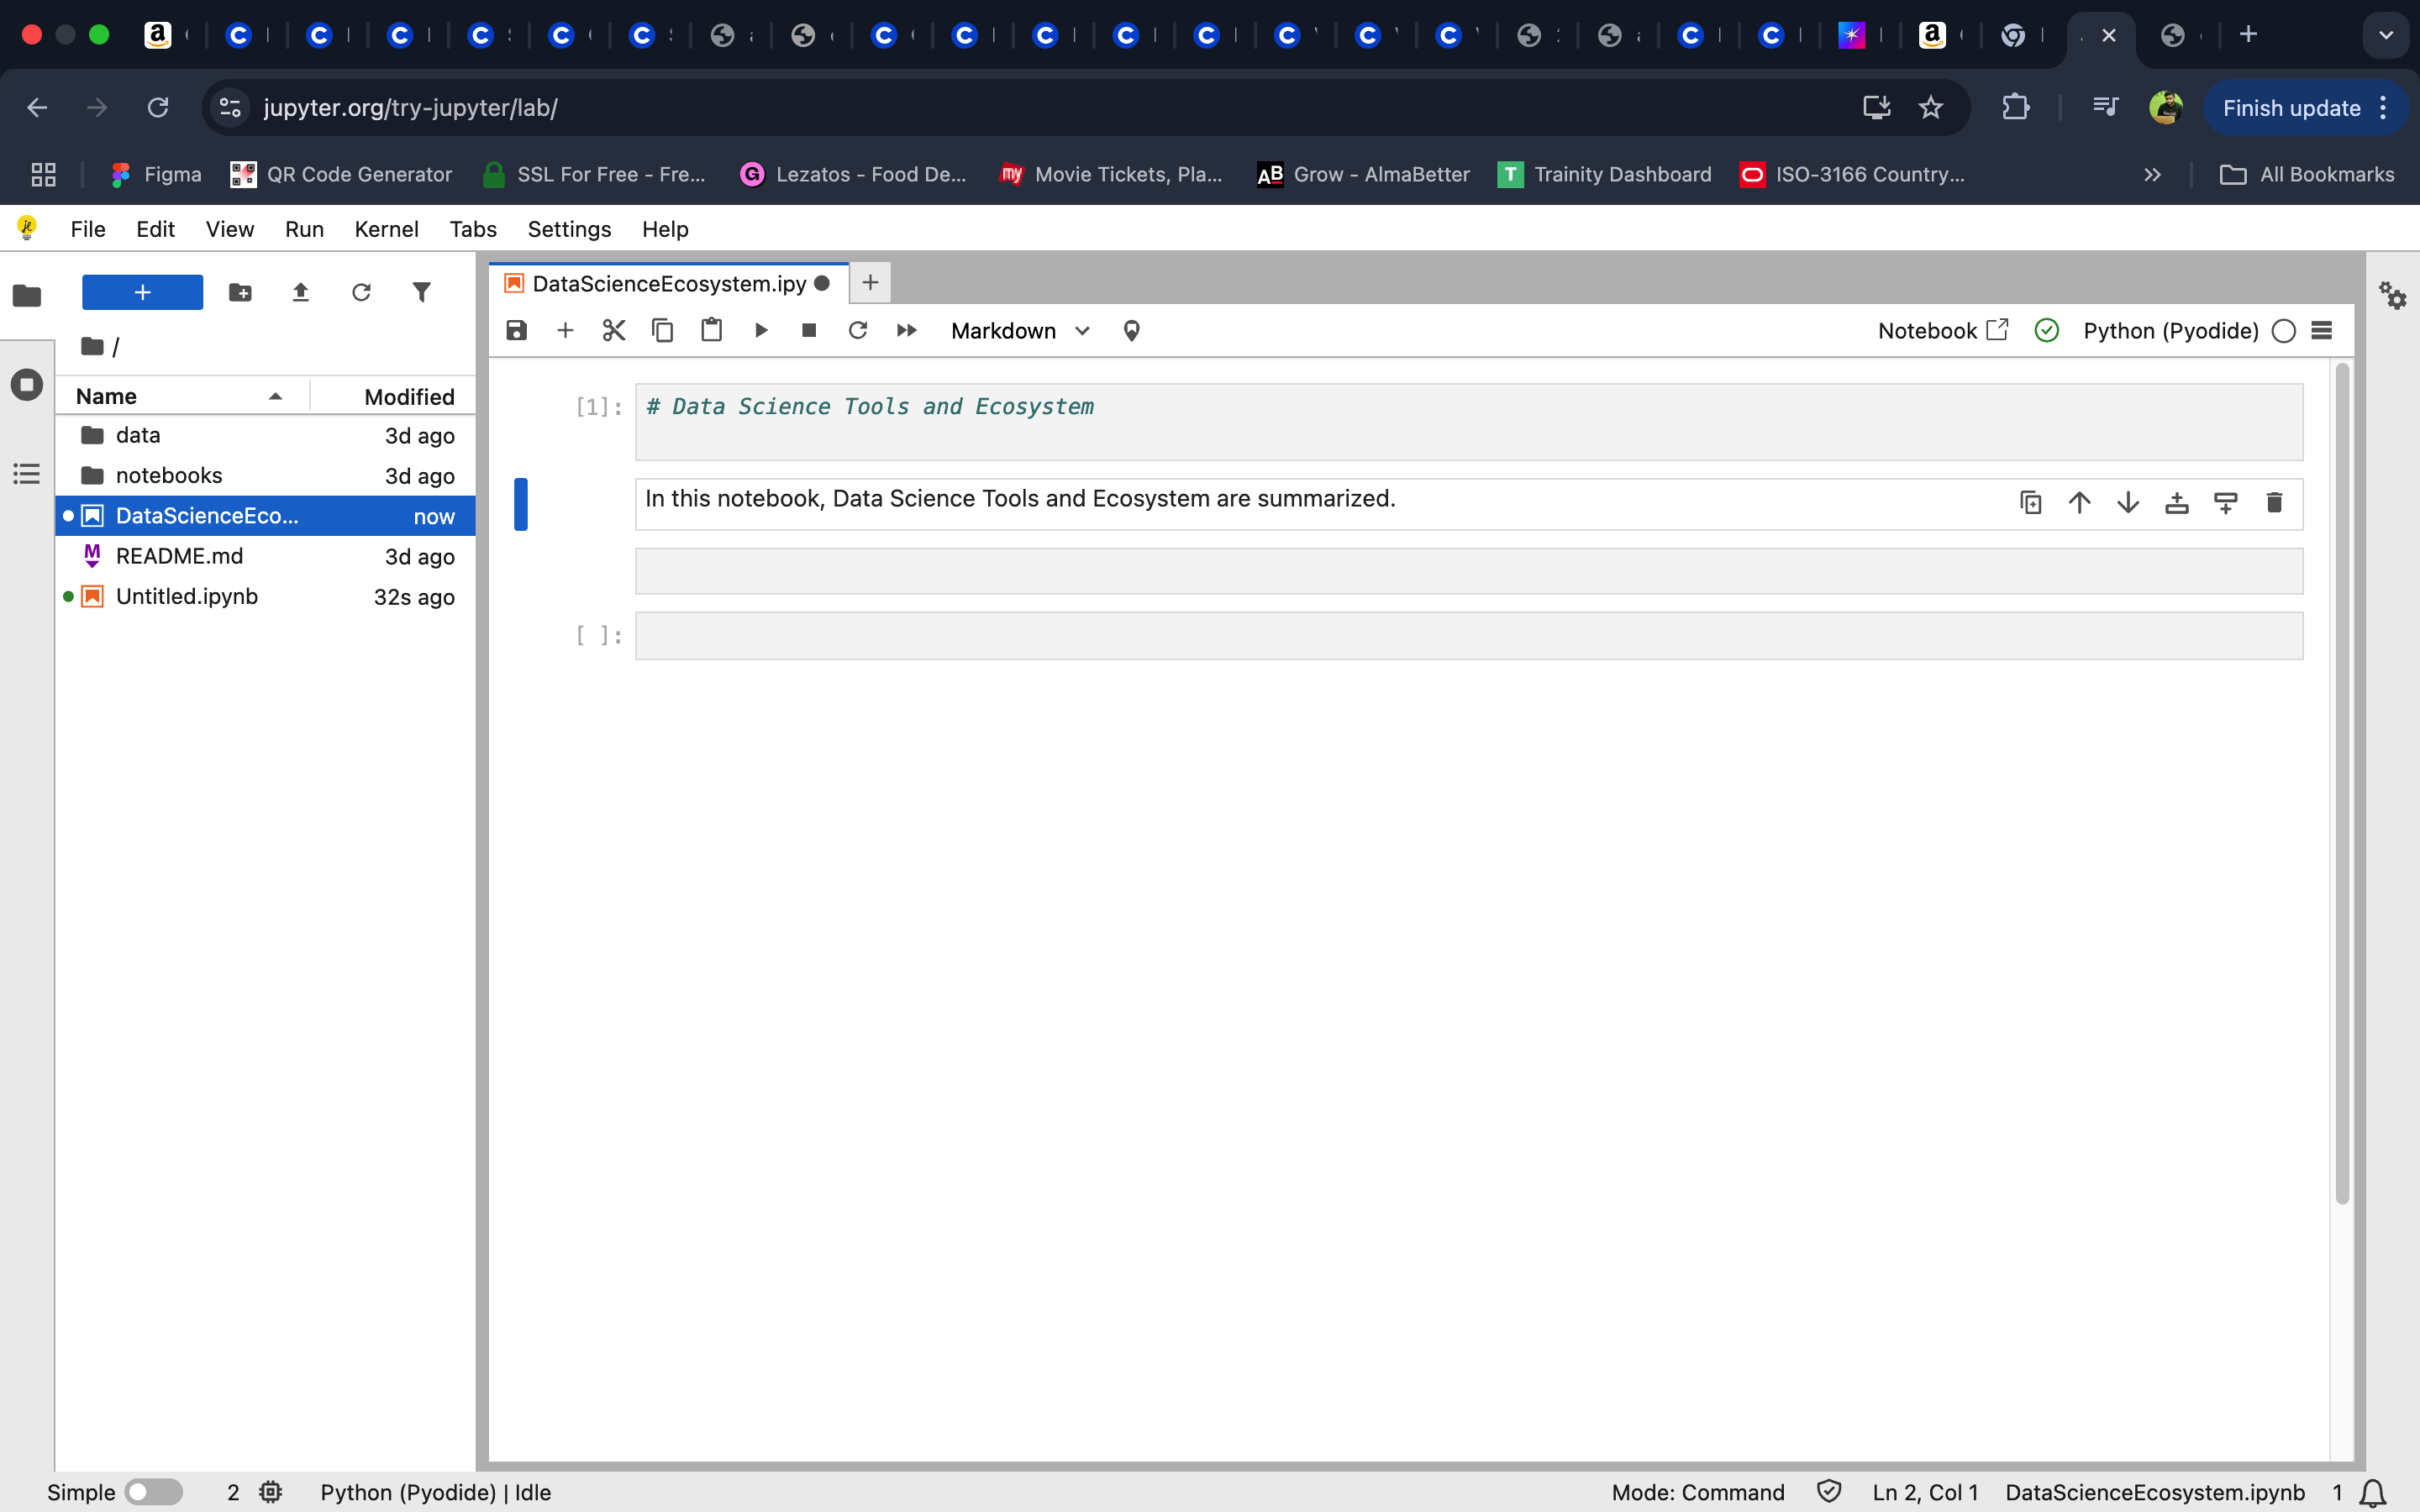 jupyter.org/try-jupyter/lab/
Finish update
Figma
QR Code Generator
SSL For Free - Fre...
Lezatos - Food De...
my
Movie Tickets, Pla...
AB
Grow - AlmaBetter
T
Trainity Dashboard
ISO-3166 Country...
All Bookmarks
File Edit View Run Kernel Tabs Settings Help
DataScienceEcosystem.ipy
/
Markdown
Notebook
Python (Pyodide)
Name
Modified
data 3d ago
notebooks 3d ago
DataScienceEco... now
README.md 3d ago
Untitled.ipynb 32s ago
[1]: # Data Science Tools and Ecosystem
In this notebook, Data Science Tools and Ecosystem are summarized.
[ ]:
Simple
2
Python (Pyodide) | Idle
Mode: Command
Ln 2, Col 1
DataScienceEcosystem.ipynb
1